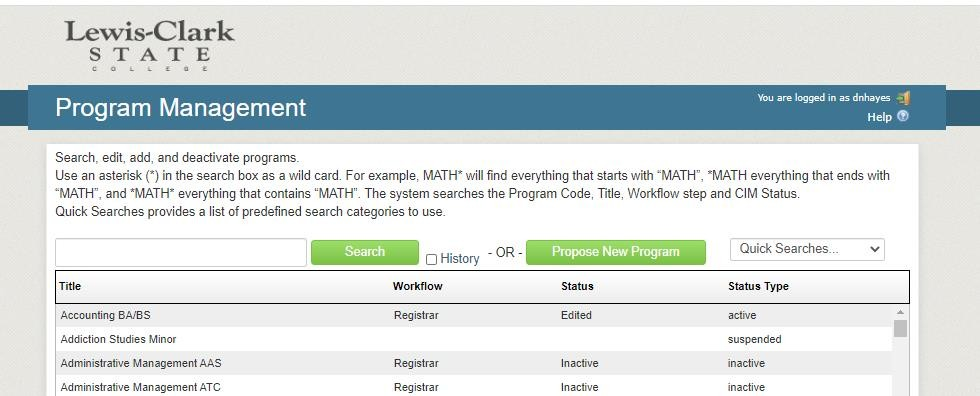 Lewis-Clark
STATE
COLLEGE
Program Management
You are logged in as dnhayes
Help ?
Search, edit, add, and deactivate programs.
Use an asterisk (*) in the search box as a wild card. For example, MATH* will find everything that starts with “MATH”, *MATH everything that ends with
“MATH”, and *MATH* everything that contains “MATH”. The system searches the Program Code, Title, Workflow step and CIM Status.
Quick Searches provides a list of predefined search categories to use.
Search History - OR - Propose New Program Quick Searches...
Title Workflow Status Status Type
Accounting BA/BS Registrar Edited active
Addiction Studies Minor suspended
Administrative Management AAS Registrar Inactive inactive
Administrative Management ATC Registrar Inactive inactive